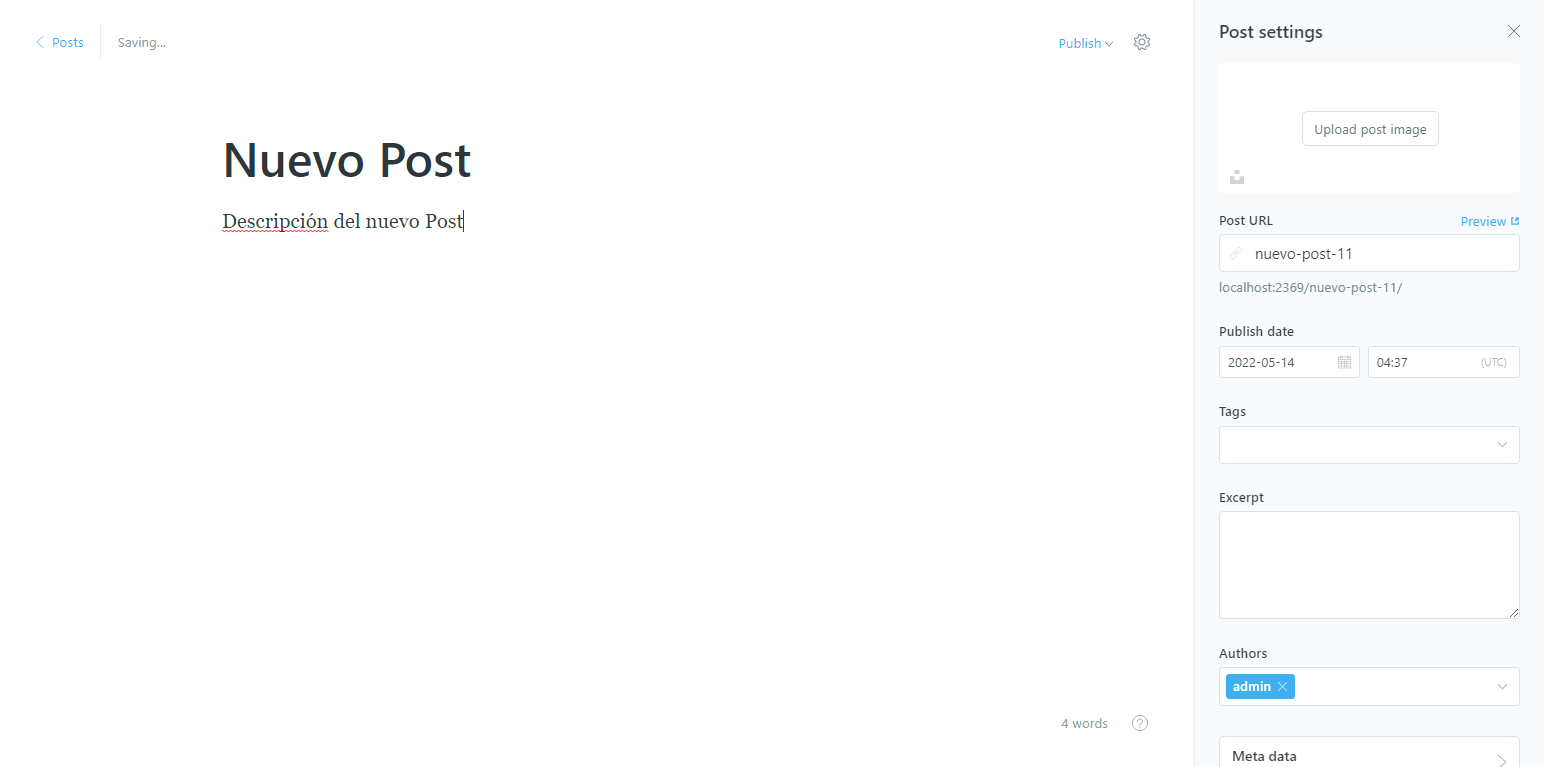 Posts
Saving...
Publish
Nuevo Post
Descripción del nuevo Post
4 words
Post settings
Upload post image
Post URL
Preview
nuevo-post-11
localhost:2369/nuevo-post-11/
Publish date
2022-05-14
04:37
(UTC)
Tags
Excerpt
Authors
admin
Meta data